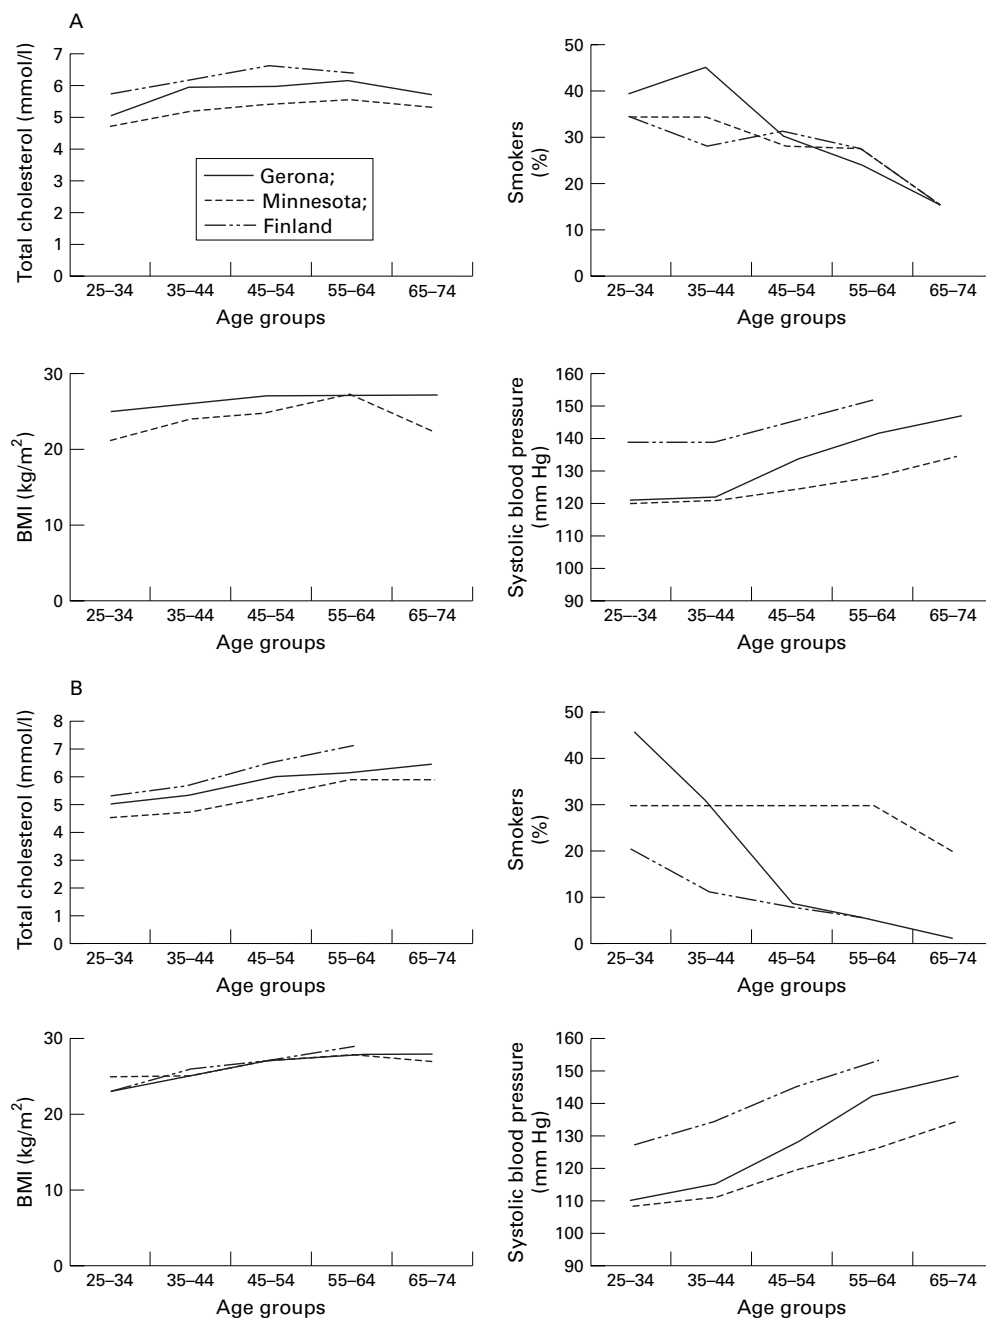 A
Total cholesterol (mmol/l)
7
6
5
4
3
2
1
0
Gerona;
Minnesota;
Finland
25–34 35–44 45–54 55–64 65–74
Age groups
Smokers
(%)
50
40
30
20
10
0
25–34 35–44 45–54 55–64 65–74
Age groups
BMI (kg/m²)
30
20
10
0
25–34 35–44 45–54 55–64 65–74
Age groups
Systolic blood pressure
(mm Hg)
160
150
140
130
120
110
100
90
25–-34 35–44 45–54 55–64 65–74
Age groups
B
Total cholesterol (mmol/l)
8
7
6
5
4
3
2
1
0
25–34 35–44 45–54 55–64 65–74
Age groups
Smokers
(%)
50
40
30
20
10
0
25–34 35–44 45–54 55–64 65–74
Age groups
BMI (kg/m²)
30
20
10
0
25–34 35–44 45–54 55–64 65–74
Age groups
Systolic blood pressure
(mm Hg)
160
150
140
130
120
110
100
90
25–34 35–44 45–54 55–64 65–74
Age groups